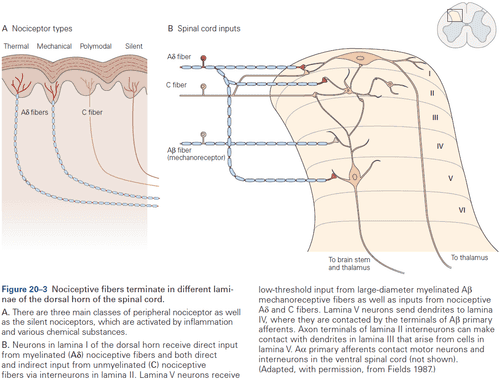 A Nociceptor types
Thermal Mechanical Polymodal Silent
Aδ fibers
C fiber
B Spinal cord inputs
Aδ fiber
C fiber
Aβ fiber
(mechanoreceptor)
I
II
III
IV
V
VI
To brain stem
and thalamus
To thalamus
Figure 20–3 Nociceptive fibers terminate in different lami-
nae of the dorsal horn of the spinal cord.
A. There are three main classes of peripheral nociceptor as well
as the silent nociceptors, which are activated by inflammation
and various chemical substances.
B. Neurons in lamina I of the dorsal horn receive direct input
from myelinated (Aδ) nociceptive fibers and both direct
and indirect input from unmyelinated (C) nociceptive
fibers via interneurons in lamina II. Lamina V neurons receive
low-threshold input from large-diameter myelinated Aβ
mechanoreceptive fibers as well as inputs from nociceptive
Aδ and C fibers. Lamina V neurons send dendrites to lamina
IV, where they are contacted by the terminals of Aβ primary
afferents. Axon terminals of lamina II interneurons can make
contact with dendrites in lamina III that arise from cells in
lamina V. Aα primary afferents contact motor neurons and
interneurons in the ventral spinal cord (not shown).
(Adapted, with permission, from Fields 1987.)